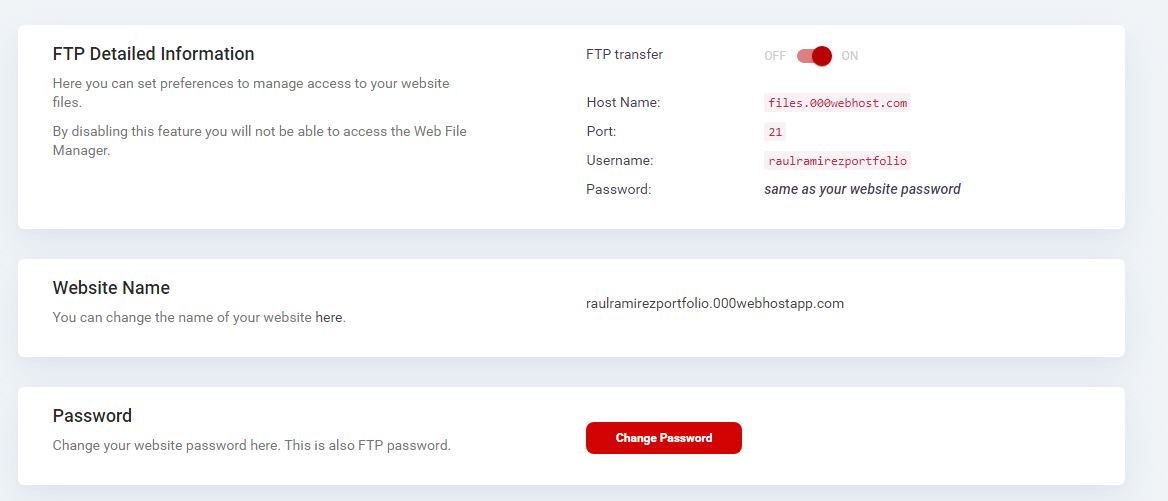 FTP Detailed Information
Here you can set preferences to manage access to your website
files.
By disabling this feature you will not be able to access the Web File
Manager.
FTP transfer OFF ON
Host Name: files.000webhost.com
Port: 21
Username: raulramirezportfolio
Password: same as your website password
Website Name
You can change the name of your website here.
raulramirezportfolio.000webhostapp.com
Password
Change your website password here. This is also FTP password.
Change Password